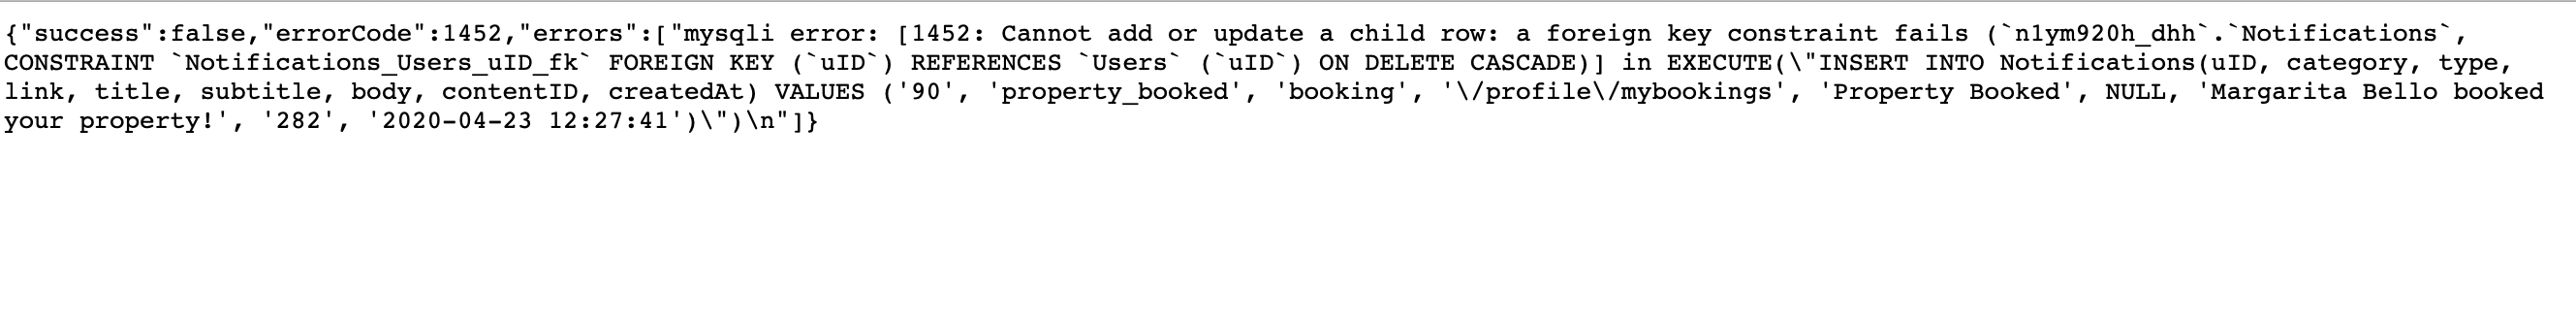 {"success":false,"errorCode":1452,"errors":["mysqli error: [1452: Cannot add or update a child row: a foreign key constraint fails (`n1ym920h_dhh`.`Notifications`,
CONSTRAINT `Notifications_Users_uID_fk` FOREIGN KEY (`uID`) REFERENCES `Users` (`uID`) ON DELETE CASCADE)] in EXECUTE(\"INSERT INTO Notifications(uID, category, type,
link, title, subtitle, body, contentID, createdAt) VALUES ('90', 'property_booked', 'booking', '\/profile\/mybookings', 'Property Booked', NULL, 'Margarita Bello booked
your property!', '282', '2020-04-23 12:27:41')\")\n"]}